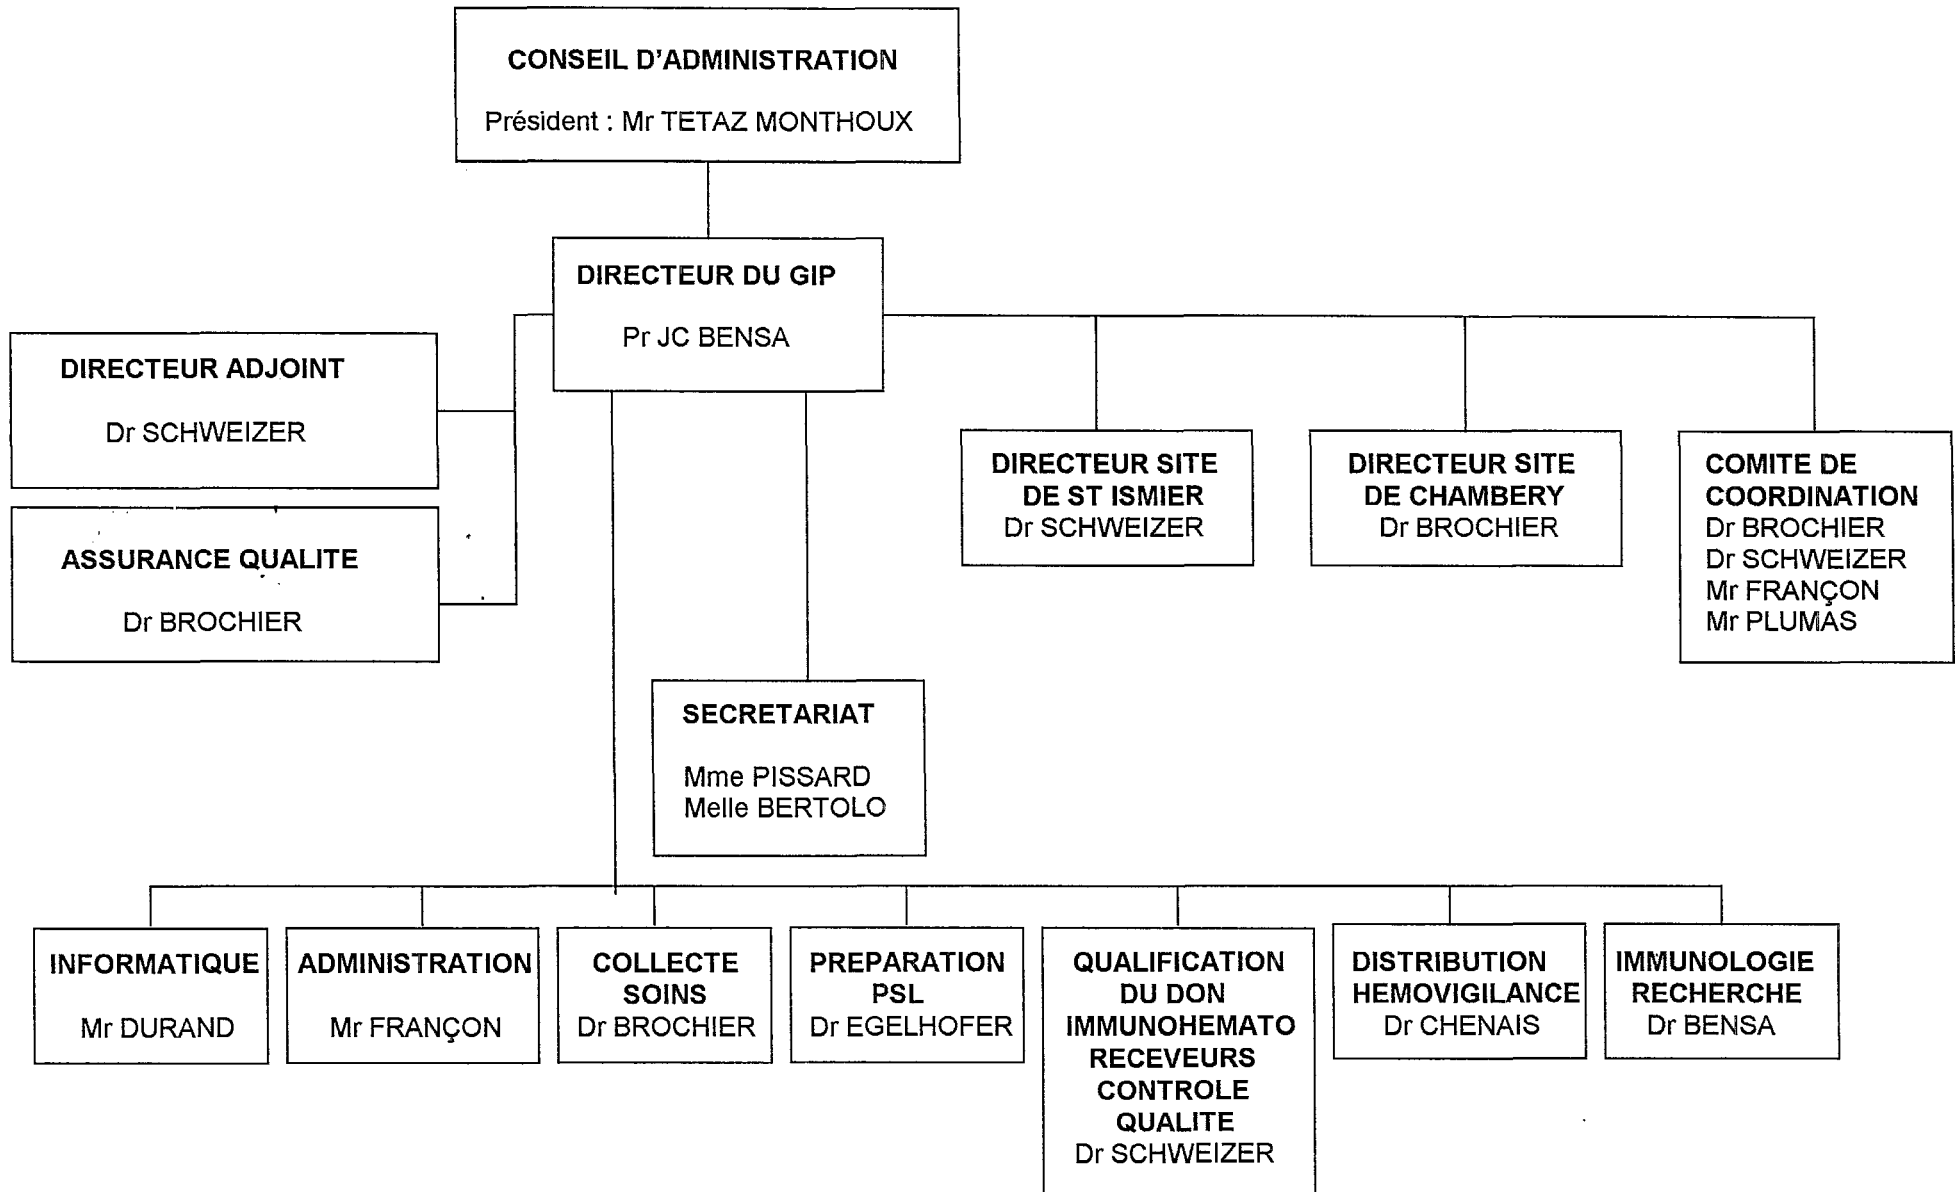 CONSEIL D'ADMINISTRATION
Président : Mr TETAZ MONTHOUX
DIRECTEUR DU GIP
Pr JC BENSA
DIRECTEUR ADJOINT
Dr SCHWEIZER
ASSURANCE QUALITE
Dr BROCHIER
DIRECTEUR SITE
DE ST ISMIER
Dr SCHWEIZER
DIRECTEUR SITE
DE CHAMBERY
Dr BROCHIER
COMITE DE
COORDINATION
Dr BROCHIER
Dr SCHWEIZER
Mr FRANÇON
Mr PLUMAS
SECRETARIAT
Mme PISSARD
Melle BERTOLO
INFORMATIQUE
Mr DURAND
ADMINISTRATION
Mr FRANÇON
COLLECTE
SOINS
Dr BROCHIER
PREPARATION
PSL
Dr EGELHOFER
QUALIFICATION
DU DON
IMMUNOHEMATO
RECEVEURS
CONTROLE
QUALITE
Dr SCHWEIZER
DISTRIBUTION
HEMOVIGILANCE
Dr CHENAIS
IMMUNOLOGIE
RECHERCHE
Dr BENSA